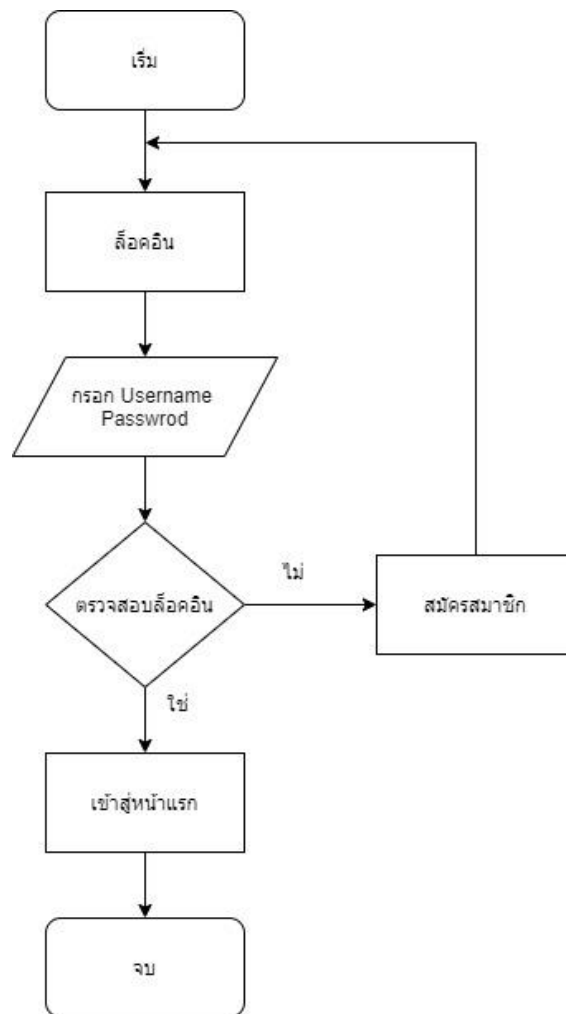 เริ่ม
ล็อคอิน
กรอก Username
Passwrod
ตรวจสอบล็อคอิน
ไม่
สมัครสมาชิก
ใช่
เข้าสู่หน้าแรก
จบ